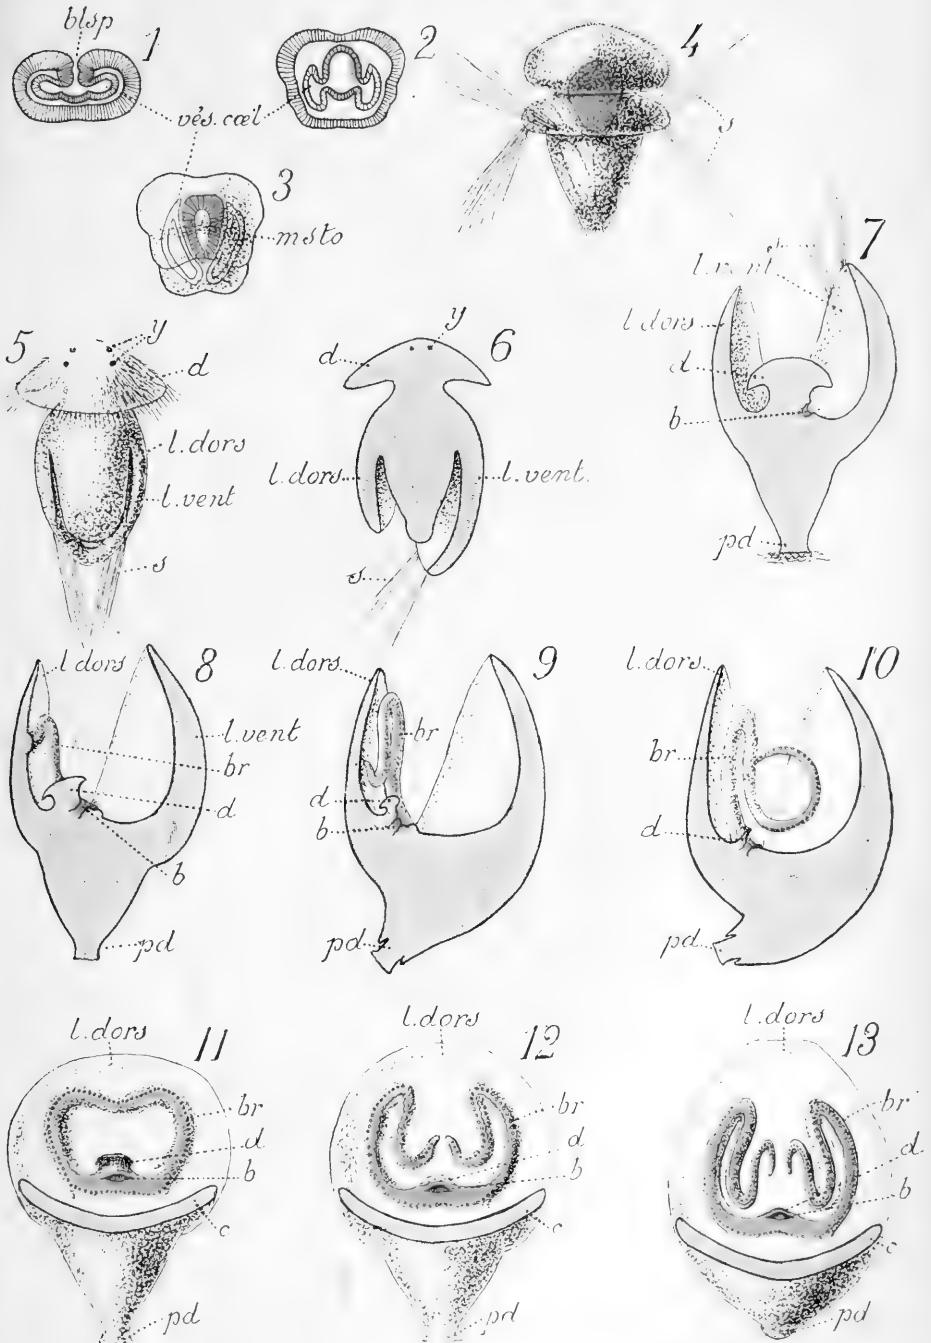 blsp
1
2
4
vés. cœl
s
3
msto
7
l. vent
l dors
d
b
pd
5
y
d
l. dors
l. vent
s
6
y
d
l. dors
l. vent.
s
8
l dors
l. vent
br
d
b
pd
9
l. dors
br
d
b
pd
10
l. dors
br
d
pd
11
l. dors
br
d
b
c
pd
12
l. dors
br
d
b
c
pd
13
l. dors
br
d
b
c
pd